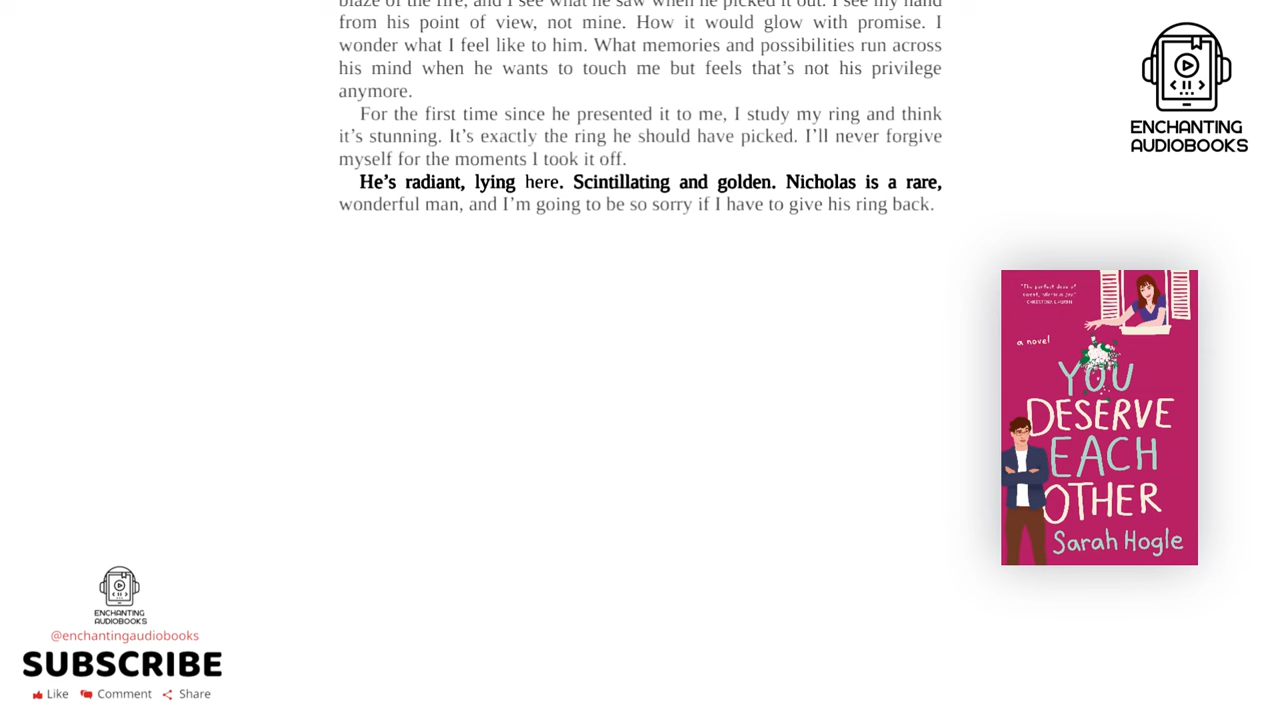 blaze of the fire, and I see what he saw when he picked it out. I see my hand
from his point of view, not mine. How it would glow with promise. I
wonder what I feel like to him. What memories and possibilities run across
his mind when he wants to touch me but feels that’s not his privilege
anymore.
For the first time since he presented it to me, I study my ring and think
it’s stunning. It’s exactly the ring he should have picked. I’ll never forgive
myself for the moments I took it off.
He’s radiant, lying here. Scintillating and golden. Nicholas is a rare,
wonderful man, and I’m going to be so sorry if I have to give his ring back.
ENCHANTING
AUDIOBOOKS
a novel
YOU
DESERVE
EACH
OTHER
Sarah Hogle
ENCHANTING
AUDIOBOOKS
@enchantingaudiobooks
SUBSCRIBE
Like Comment Share